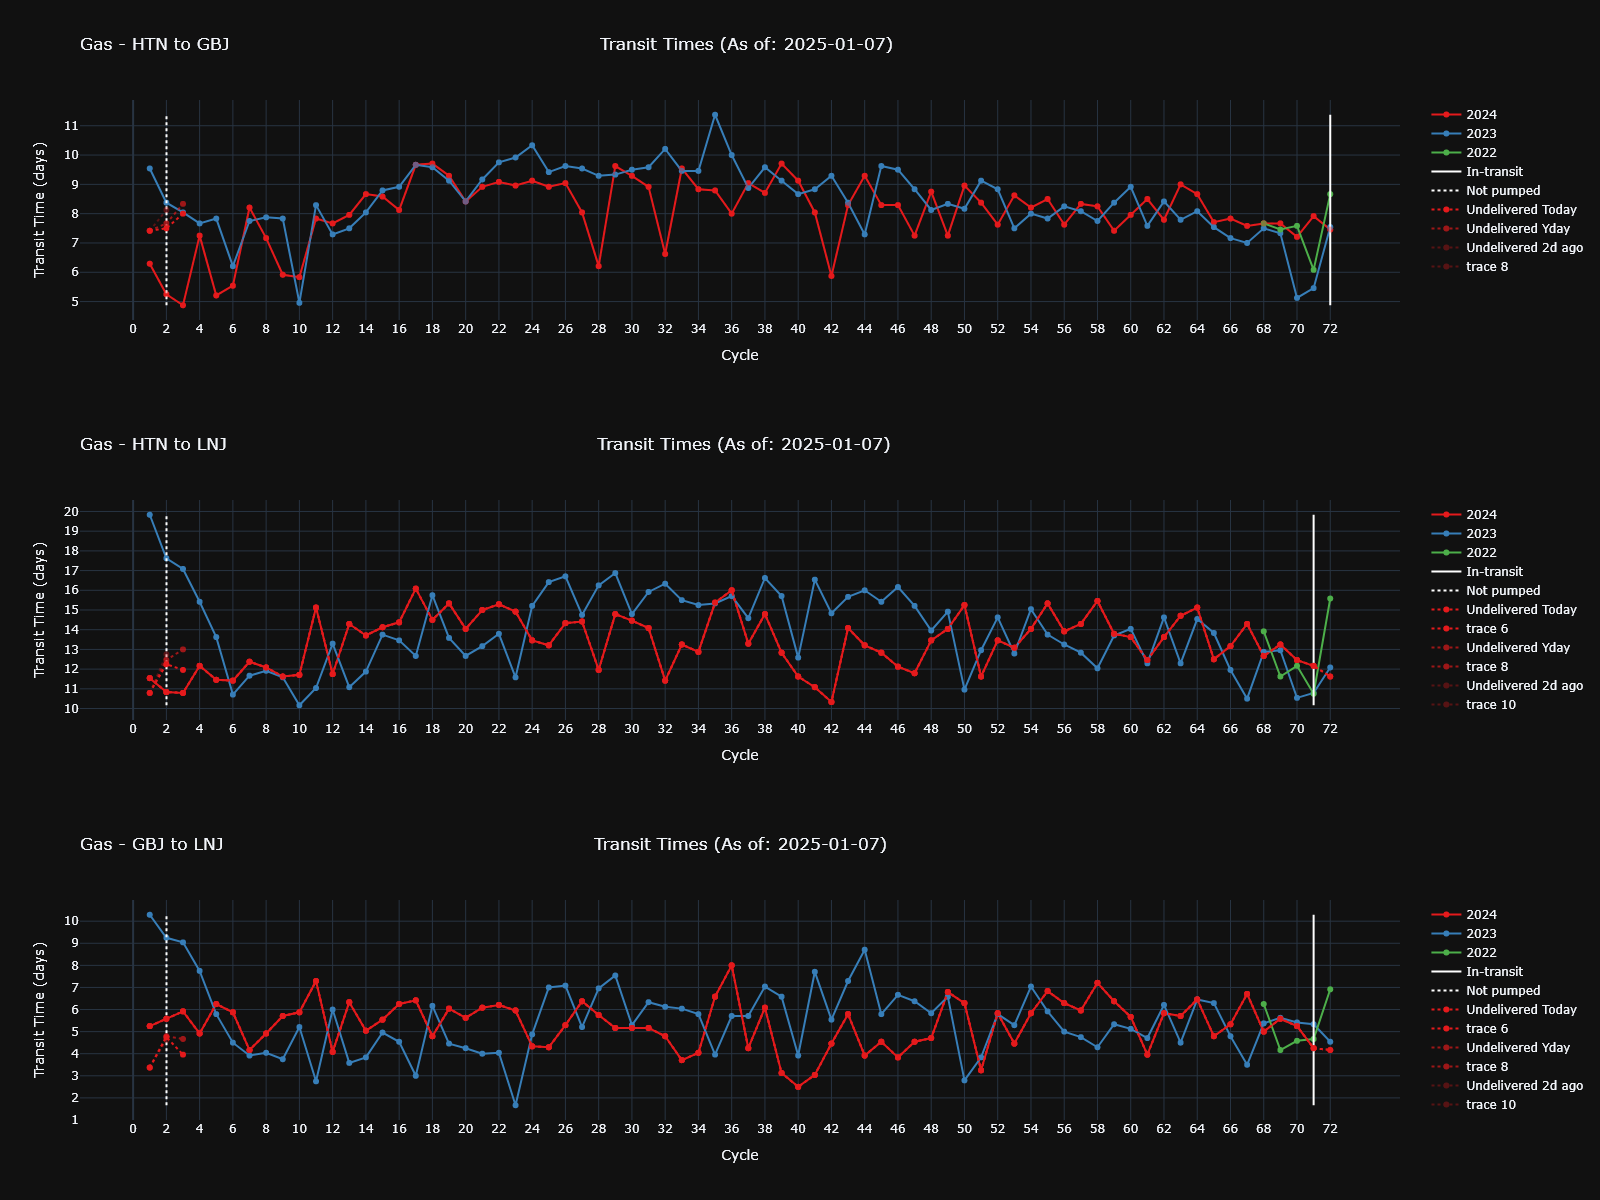 Gas - HTN to GBJ
Transit Times (As of: 2025-01-07)
Transit Time (days)
11
10
9
8
7
6
5
0 2 4 6 8 10 12 14 16 18 20 22 24 26 28 30 32 34 36 38 40 42 44 46 48 50 52 54 56 58 60 62 64 66 68 70 72
Cycle
2024
2023
2022
In-transit
Not pumped
Undelivered Today
Undelivered Yday
Undelivered 2d ago
trace 8
Gas - HTN to LNJ
Transit Times (As of: 2025-01-07)
Transit Time (days)
20
19
18
17
16
15
14
13
12
11
10
0 2 4 6 8 10 12 14 16 18 20 22 24 26 28 30 32 34 36 38 40 42 44 46 48 50 52 54 56 58 60 62 64 66 68 70 72
Cycle
2024
2023
2022
In-transit
Not pumped
Undelivered Today
trace 6
Undelivered Yday
trace 8
Undelivered 2d ago
trace 10
Gas - GBJ to LNJ
Transit Times (As of: 2025-01-07)
Transit Time (days)
10
9
8
7
6
5
4
3
2
1
0 2 4 6 8 10 12 14 16 18 20 22 24 26 28 30 32 34 36 38 40 42 44 46 48 50 52 54 56 58 60 62 64 66 68 70 72
Cycle
2024
2023
2022
In-transit
Not pumped
Undelivered Today
trace 6
Undelivered Yday
trace 8
Undelivered 2d ago
trace 10